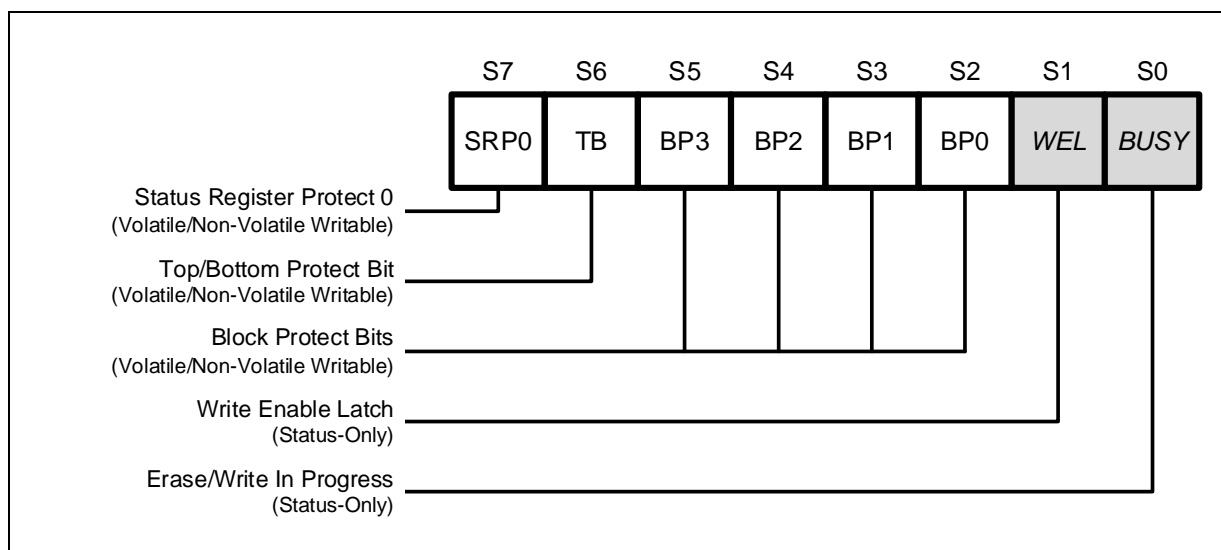 S7 S6 S5 S4 S3 S2 S1 S0
SRP0 TB BP3 BP2 BP1 BP0 WEL BUSY
Status Register Protect 0
(Volatile/Non-Volatile Writable)
Top/Bottom Protect Bit
(Volatile/Non-Volatile Writable)
Block Protect Bits
(Volatile/Non-Volatile Writable)
Write Enable Latch
(Status-Only)
Erase/Write In Progress
(Status-Only)